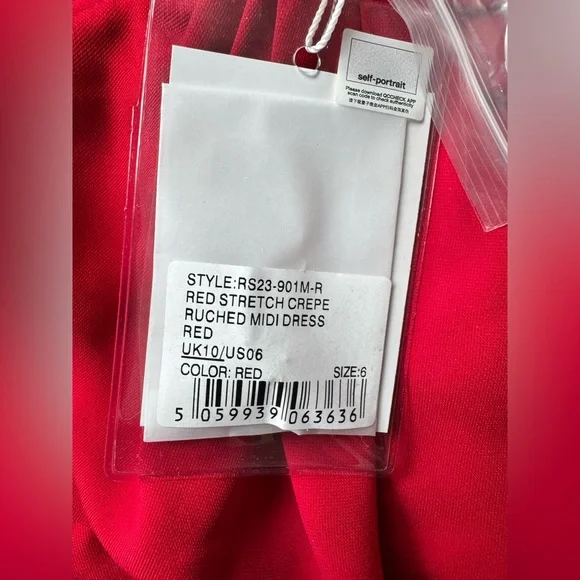 self-portrait
Please download QCCHECK APP
scan code to check authenticity
STYLE:RS23-901M-R
RED STRETCH CREPE
RUCHED MIDI DRESS
RED
UK10/US06
COLOR: RED SIZE:6
5 059939 063636